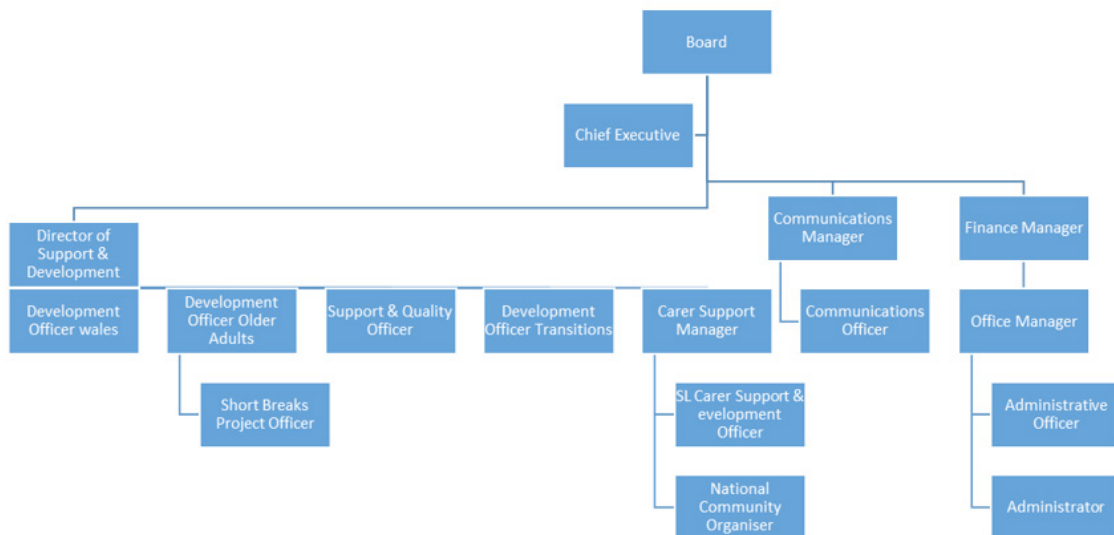 Board
Chief Executive
Director of
Support &
Development
Communications
Manager
Finance Manager
Development
Officer wales
Development
Officer Older
Adults
Support & Quality
Officer
Development
Officer Transitions
Carer Support
Manager
Communications
Officer
Office Manager
Short Breaks
Project Officer
SL Carer Support &
evelopment
Officer
Administrative
Officer
National
Community
Organiser
Administrator